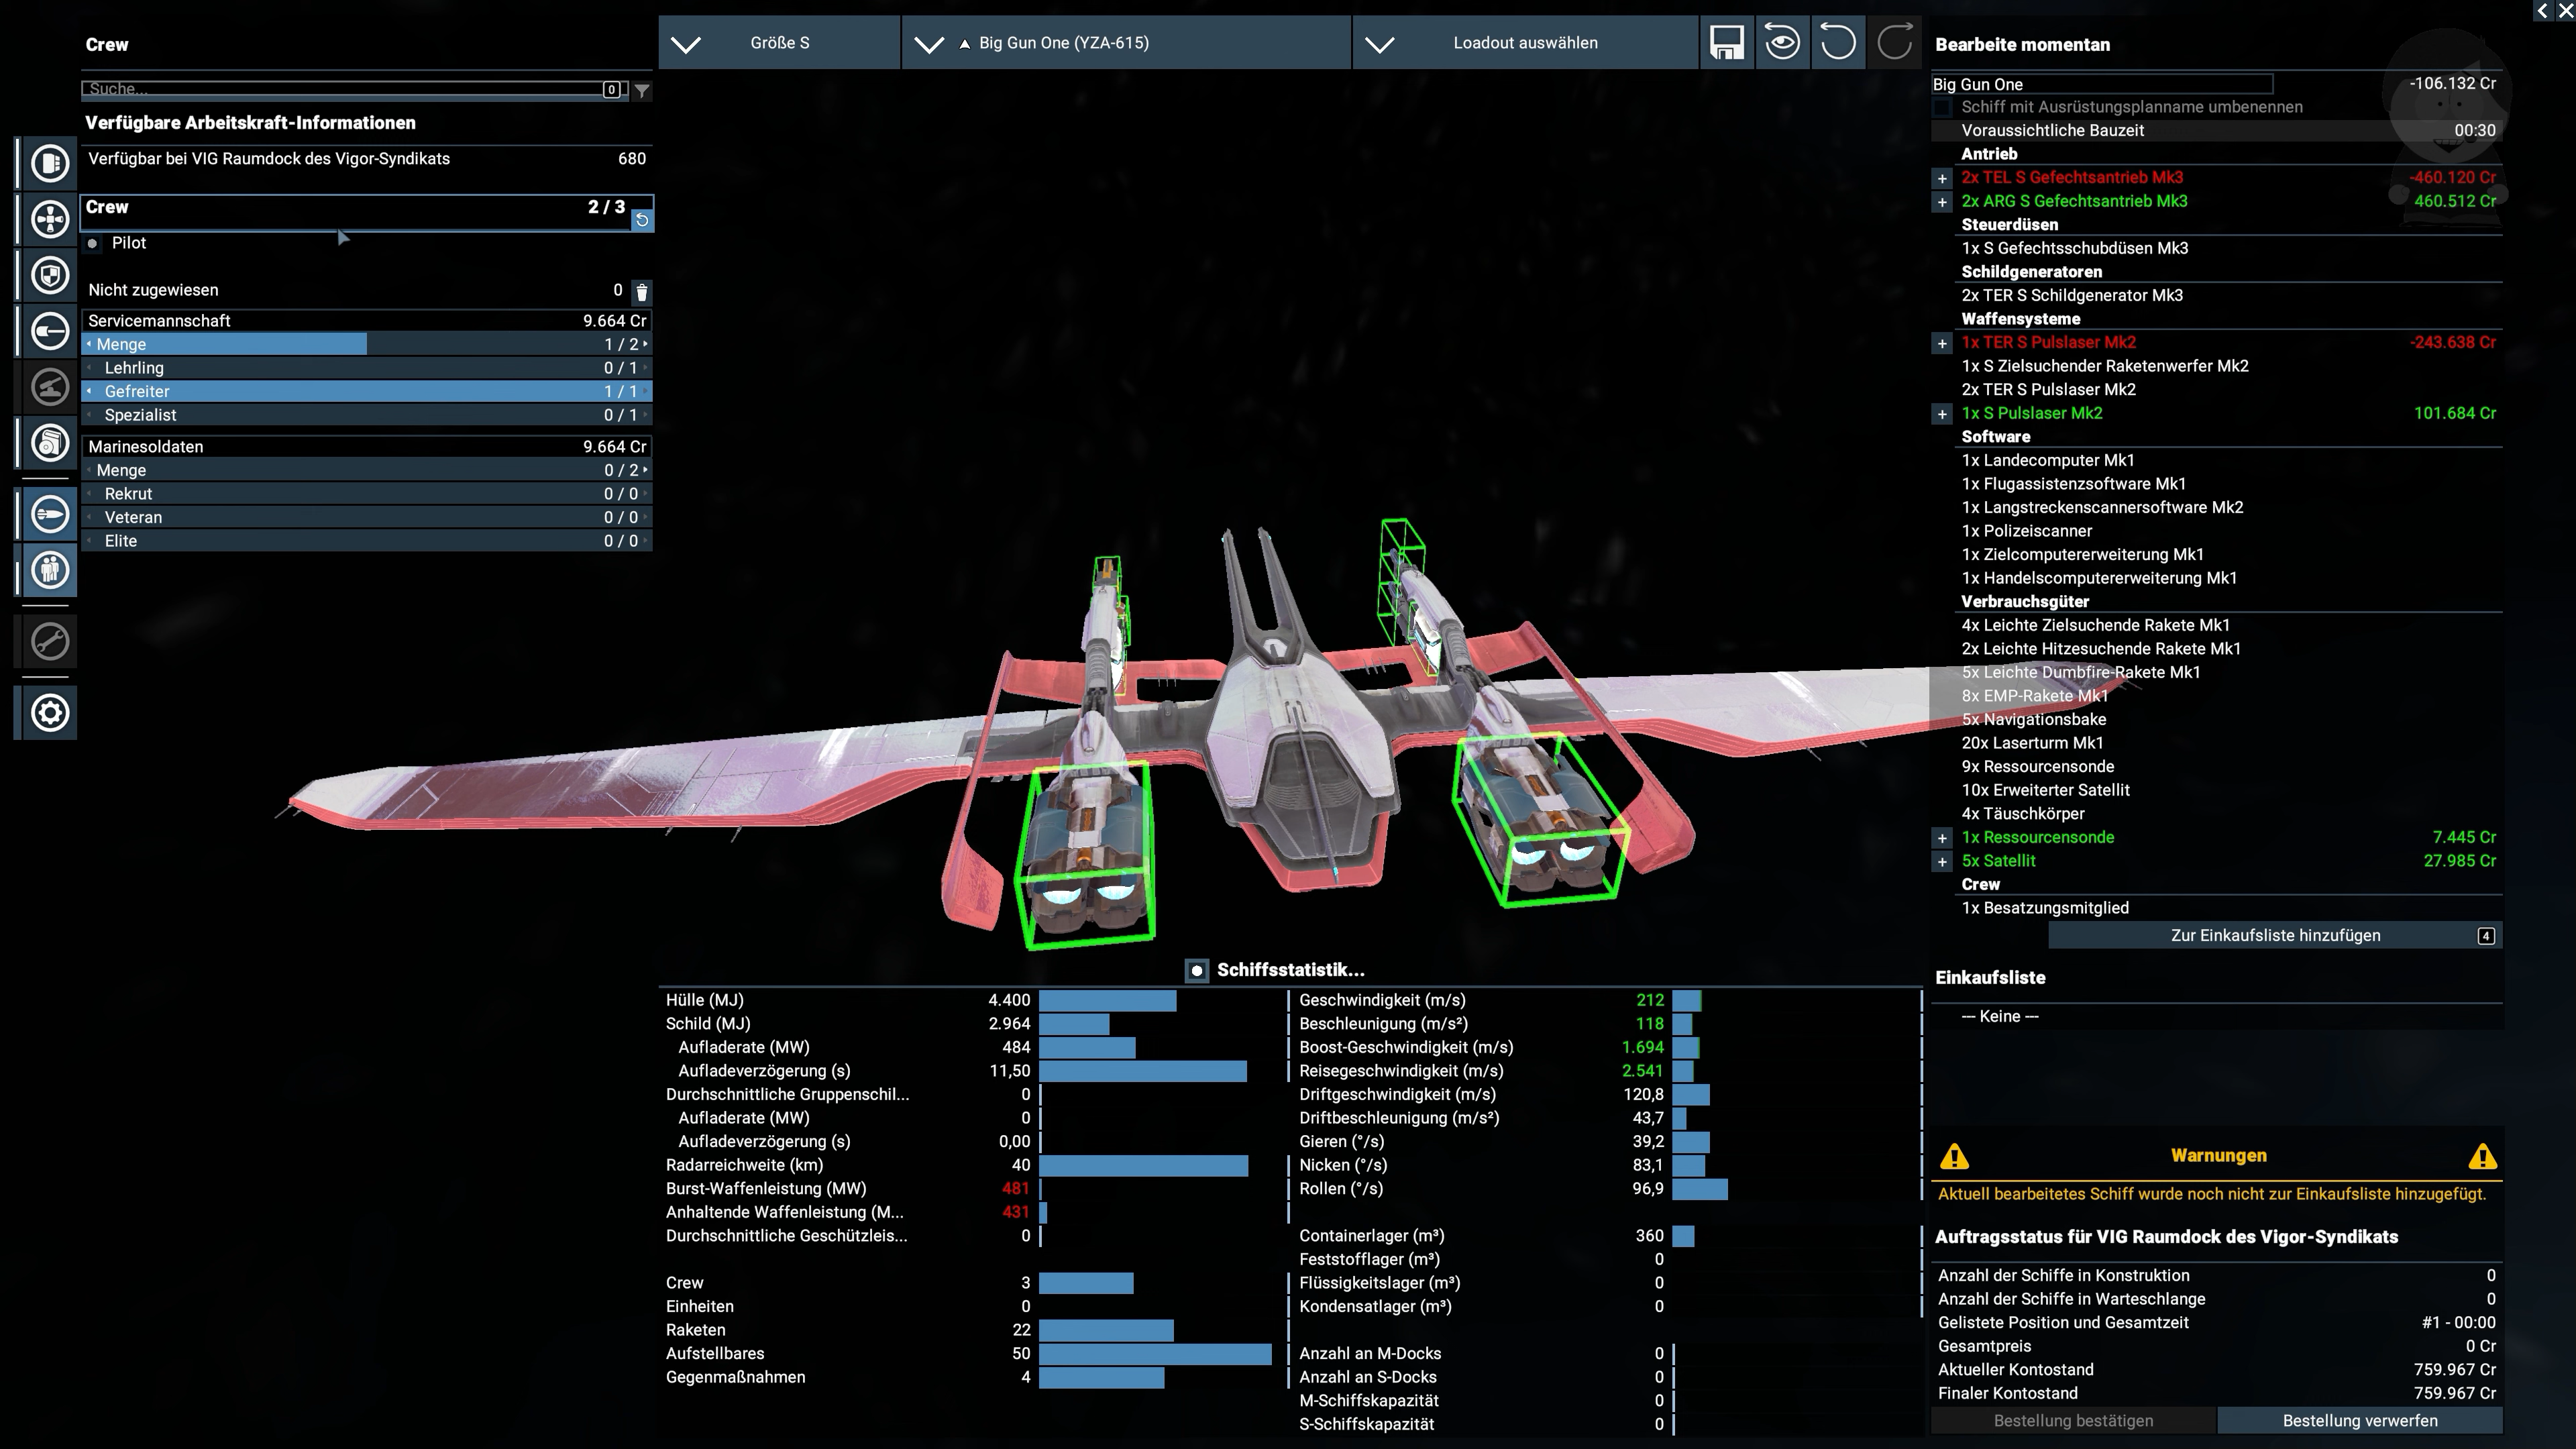 Crew
Suche...
0
Verfügbare Arbeitskraft-Informationen
Verfügbar bei VIG Raumdock des Vigor-Syndikats 680
Crew 2 / 3
Pilot
Nicht zugewiesen 0
Servicemannschaft 9.664 Cr
Menge 1 / 2
Lehrling 0 / 1
Gefreiter 1 / 1
Spezialist 0 / 1
Marinesoldaten 9.664 Cr
Menge 0 / 2
Rekrut 0 / 0
Veteran 0 / 0
Elite 0 / 0
Größe S
Big Gun One (YZA-615)
Loadout auswählen
Schiffsstatistik...
Hülle (MJ) 4.400
Schild (MJ) 2.964
Aufladerate (MW) 484
Aufladeverzögerung (s) 11,50
Durchschnittliche Gruppenschil... 0
Aufladerate (MW) 0
Aufladeverzögerung (s) 0,00
Radarreichweite (km) 40
Burst-Waffenleistung (MW) 481
Anhaltende Waffenleistung (M... 431
Durchschnittliche Geschützleis... 0
Crew 3
Einheiten 0
Raketen 22
Aufstellbares 50
Gegenmaßnahmen 4
Geschwindigkeit (m/s) 212
Beschleunigung (m/s²) 118
Boost-Geschwindigkeit (m/s) 1.694
Reisegeschwindigkeit (m/s) 2.541
Driftgeschwindigkeit (m/s) 120,8
Driftbeschleunigung (m/s²) 43,7
Gieren (°/s) 39,2
Nicken (°/s) 83,1
Rollen (°/s) 96,9
Containerlager (m³) 360
Feststofflager (m³) 0
Flüssigkeitslager (m³) 0
Kondensatlager (m³) 0
Anzahl an M-Docks 0
Anzahl an S-Docks 0
M-Schiffskapazität 0
S-Schiffskapazität 0
Bearbeite momentan
Big Gun One -106.132 Cr
Schiff mit Ausrüstungsplanname umbenennen
Voraussichtliche Bauzeit 00:30
Antrieb
2x TEL S Gefechtsantrieb Mk3 -460.120 Cr
2x ARG S Gefechtsantrieb Mk3 460.512 Cr
Steuerdüsen
1x S Gefechtsschubdüsen Mk3
Schildgeneratoren
2x TER S Schildgenerator Mk3
Waffensysteme
1x TER S Pulslaser Mk2 -243.638 Cr
1x S Zielsuchender Raketenwerfer Mk2
2x TER S Pulslaser Mk2
1x S Pulslaser Mk2 101.684 Cr
Software
1x Landecomputer Mk1
1x Flugassistenzsoftware Mk1
1x Langstreckenscannersoftware Mk2
1x Polizeiscanner
1x Zielcomputererweiterung Mk1
1x Handelscomputererweiterung Mk1
Verbrauchsgüter
4x Leichte Zielsuchende Rakete Mk1
2x Leichte Hitzesuchende Rakete Mk1
5x Leichte Dumbfire-Rakete Mk1
8x EMP-Rakete Mk1
5x Navigationsbake
20x Laserturm Mk1
9x Ressourcensonde
10x Erweiterter Satellit
4x Täuschkörper
1x Ressourcensonde 7.445 Cr
5x Satellit 27.985 Cr
Crew
1x Besatzungsmitglied
Zur Einkaufsliste hinzufügen 4
Einkaufsliste
--- Keine ---
Warnungen
Aktuell bearbeitetes Schiff wurde noch nicht zur Einkaufsliste hinzugefügt.
Auftragsstatus für VIG Raumdock des Vigor-Syndikats
Anzahl der Schiffe in Konstruktion 0
Anzahl der Schiffe in Warteschlange 0
Gelistete Position und Gesamtzeit #1 - 00:00
Gesamtpreis 0 Cr
Aktueller Kontostand 759.967 Cr
Finaler Kontostand 759.967 Cr
Bestellung bestätigen
Bestellung verwerfen